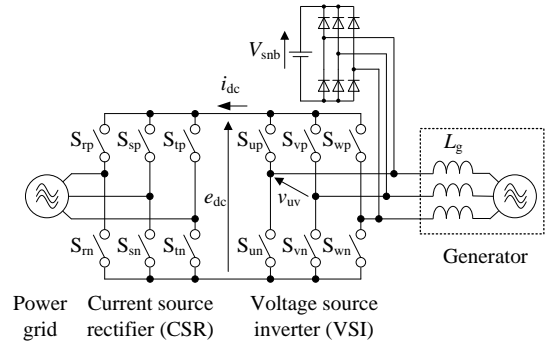 V_snb
i_dc
S_rp S_sp S_tp S_up S_vp S_wp
L_g
e_dc
v_uv
S_rn S_sn S_tn S_un S_vn S_wn
Generator
Power
grid
Current source
rectifier (CSR)
Voltage source
inverter (VSI)